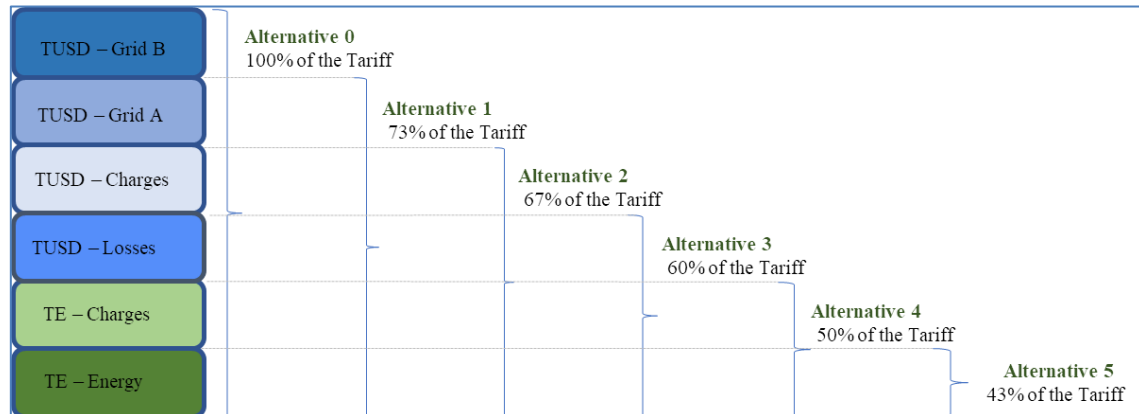 TUSD – Grid B
TUSD – Grid A
TUSD – Charges
TUSD – Losses
TE – Charges
TE – Energy
Alternative 0
100% of the Tariff
Alternative 1
73% of the Tariff
Alternative 2
67% of the Tariff
Alternative 3
60% of the Tariff
Alternative 4
50% of the Tariff
Alternative 5
43% of the Tariff